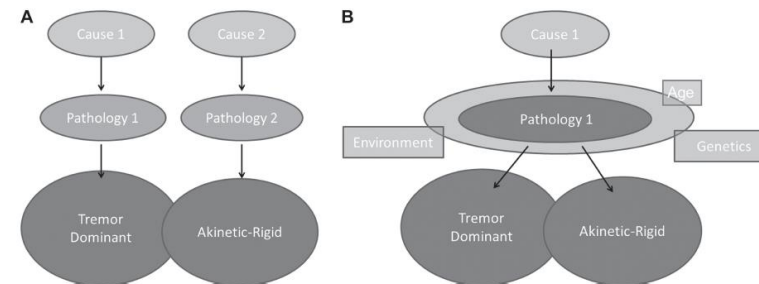 A
Cause 1
Cause 2
Pathology 1
Pathology 2
Tremor
Dominant
Akinetic-Rigid
B
Cause 1
Age
Pathology 1
Environment
Genetics
Tremor
Dominant
Akinetic-Rigid